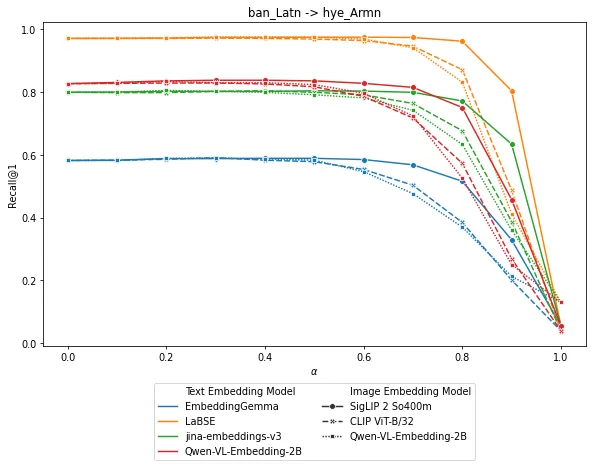 ban_Latn -> hye_Armn
Recall@1
1.0
0.8
0.6
0.4
0.2
0.0
0.0 0.2 0.4 0.6 0.8 1.0
α
Text Embedding Model
EmbeddingGemma
LaBSE
jina-embeddings-v3
Qwen-VL-Embedding-2B
Image Embedding Model
SigLIP 2 So400m
CLIP ViT-B/32
Qwen-VL-Embedding-2B